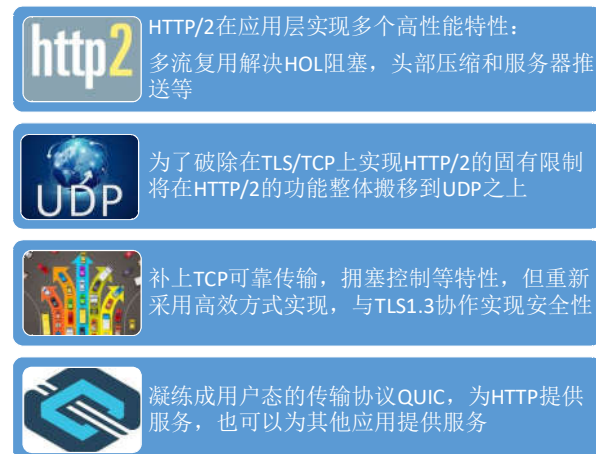 http2
HTTP/2在应用层实现多个高性能特性：
多流复用解决HOL阻塞，头部压缩和服务器推
送等
UDP
为了破除在TLS/TCP上实现HTTP/2的固有限制
将在HTTP/2的功能整体搬移到UDP之上
补上TCP可靠传输，拥塞控制等特性，但重新
采用高效方式实现，与TLS1.3协作实现安全性
凝练成用户态的传输协议QUIC，为HTTP提供
服务，也可以为其他应用提供服务